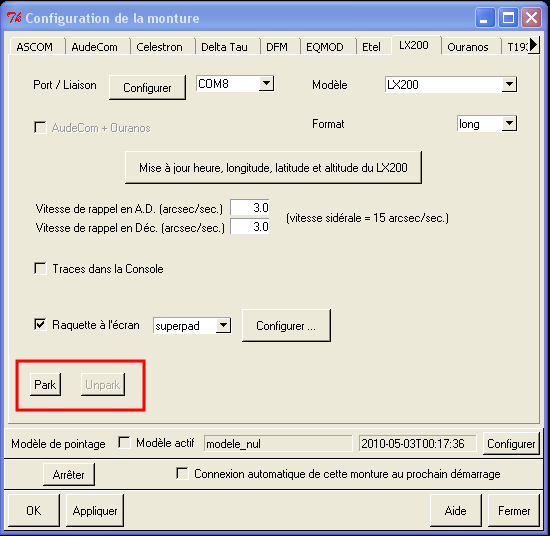 Configuration de la monture
ASCOM AudeCom Celestron Delta Tau DFM EQMOD Etel LX200 Ouranos T193
Port / Liaison Configurer COM8 Modèle LX200
AudeCom + Ouranos Format long
Mise à jour heure, longitude, latitude et altitude du LX200
Vitesse de rappel en A.D. (arcsec/sec.) 3.0
Vitesse de rappel en Déc. (arcsec/sec.) 3.0
(vitesse sidérale = 15 arcsec/sec.)
Traces dans la Console
Raquette à l'écran superpad Configurer ...
Park Unpark
Modèle de pointage Modèle actif modele_nul 2010-05-03T00:17:36 Configurer
Arrêter Connexion automatique de cette monture au prochain démarrage
OK Appliquer Aide Fermer